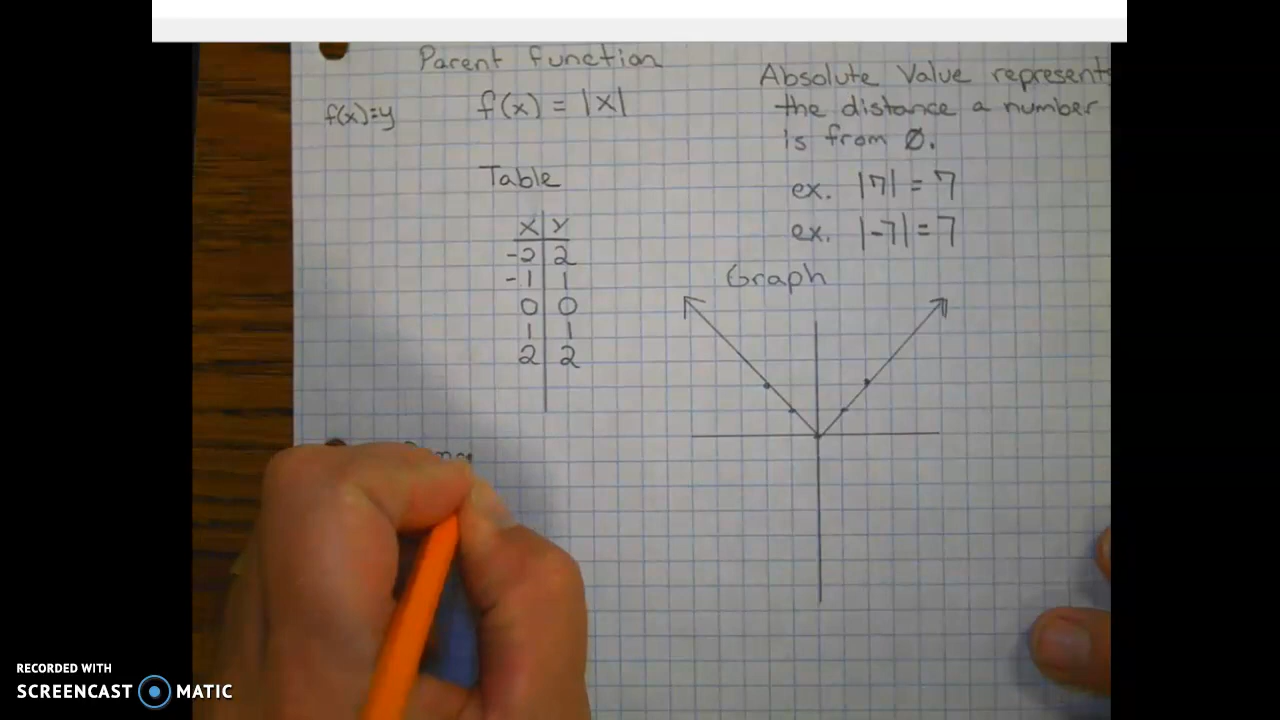 Parent function
f(x)=y
f(x) = |x|
Absolute Value represents
the distance a number
is from 0.
ex. |7| = 7
ex. |-7| = 7
Table
x y
-2 2
-1 1
0 0
1 1
2 2
Graph
RECORDED WITH
SCREENCAST MATIC